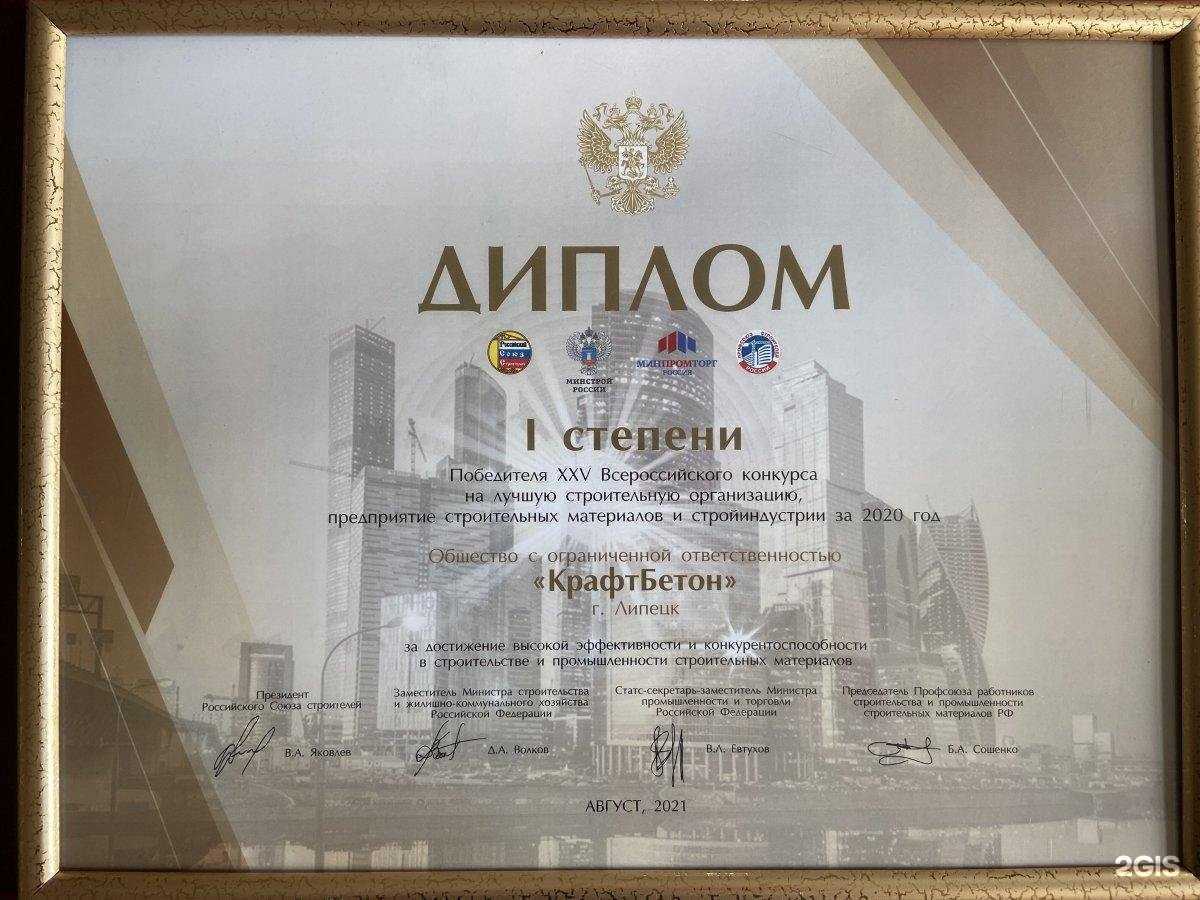 ДИПЛОМ
Российский
Союз
Строителей
МИНСТРОЙ
РОССИИ
МИНПРОМТОРГ
РОССИИ
I степени
Победителя XXV Всероссийского конкурса
на лучшую строительную организацию,
предприятие строительных материалов и стройиндустрии за 2020 год
Общество с ограниченной ответственностью
«КрафтБетон»
г. Липецк
за достижение высокой эффективности и конкурентоспособности
в строительстве и промышленности строительных материалов
Президент
Российского Союза строителей
В.А. Яковлев
Заместитель Министра строительства
и жилищно-коммунального хозяйства
Российской Федерации
Д.А. Волков
Статс-секретарь-заместитель Министра
промышленности и торговли
Российской Федерации
В.Л. Евтухов
Председатель Профсоюза работников
строительства и промышленности
строительных материалов РФ
Б.А. Сошенко
АВГУСТ, 2021
2GIS